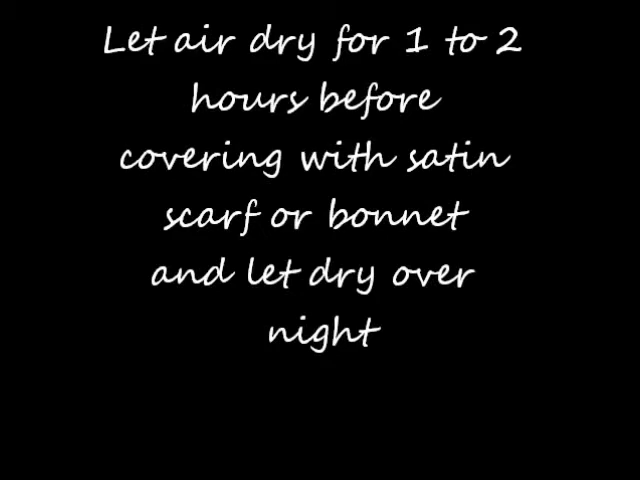 Let air dry for 1 to 2
hours before
covering with satin
scarf or bonnet
and let dry over
night